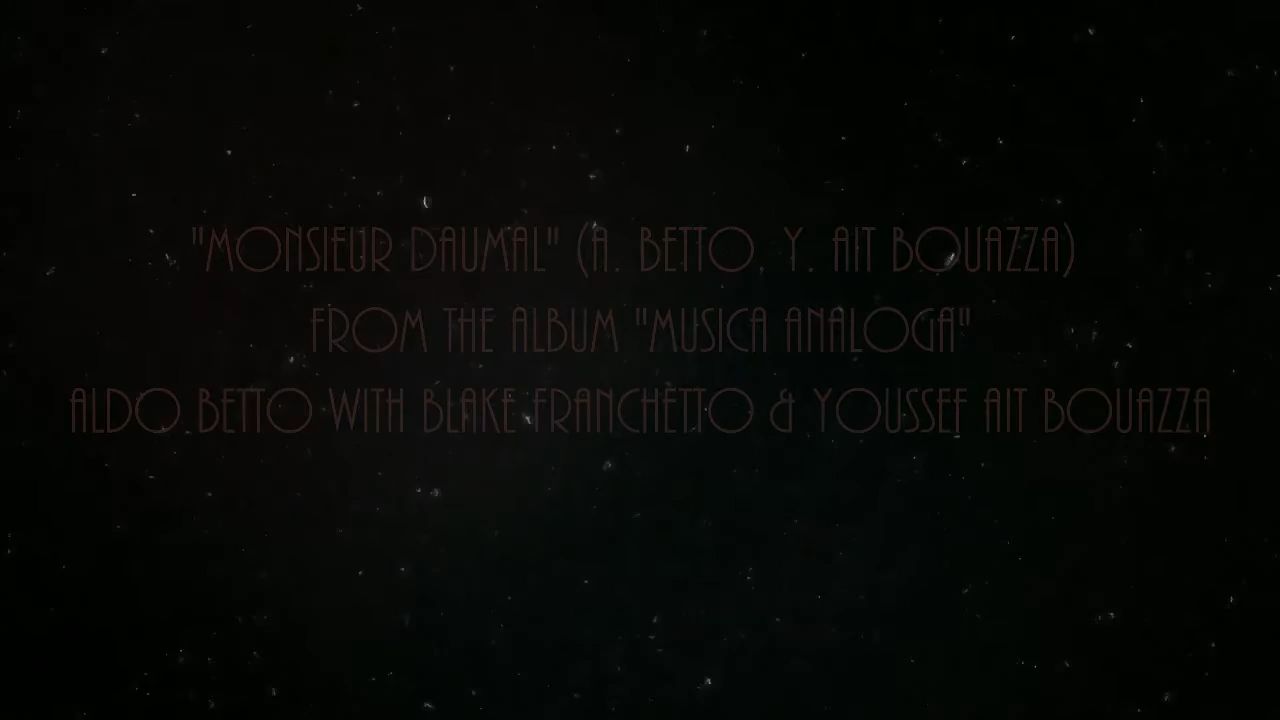 "MONSIEUR DAUMAL" (A. BETTO Y. AIT BOUAZZA)
FROM THE ALBUM "MUSICA ANALOGA"
ALDO BETTO WITH BLAKE FRANCHETTO & YOUSSEF AIT BOUAZZA